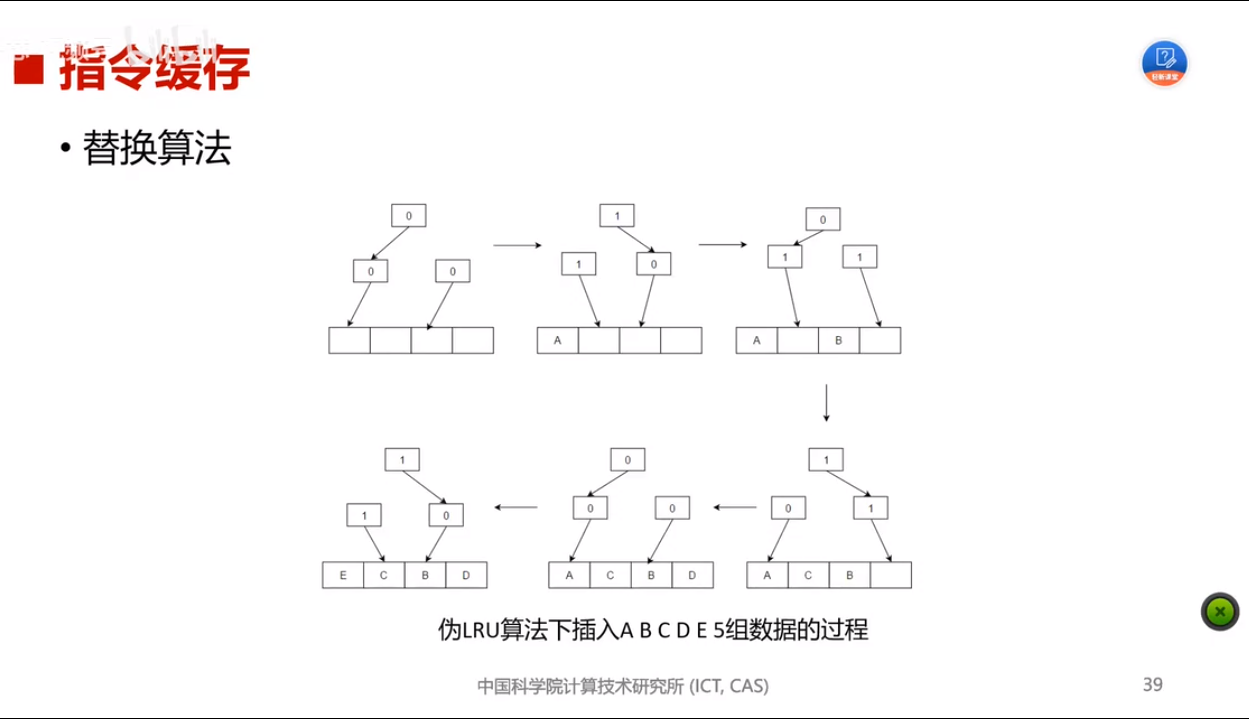 指令缓存
• 替换算法
0
0 0
1
1 0
A
0
1 1
A B
1
1 0
E C B D
0
0 0
A C B D
1
0 1
A C B
伪LRU算法下插入A B C D E 5组数据的过程
中国科学院计算技术研究所 (ICT, CAS)
39